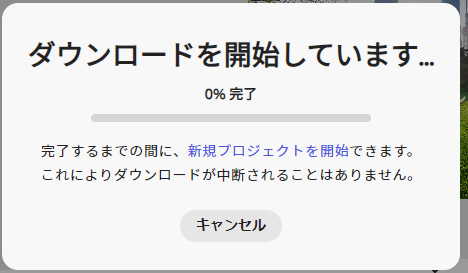 ダウンロードを開始しています...
0% 完了
完了するまでの間に、新規プロジェクトを開始できます。
これによりダウンロードが中断されることはありません。
キャンセル